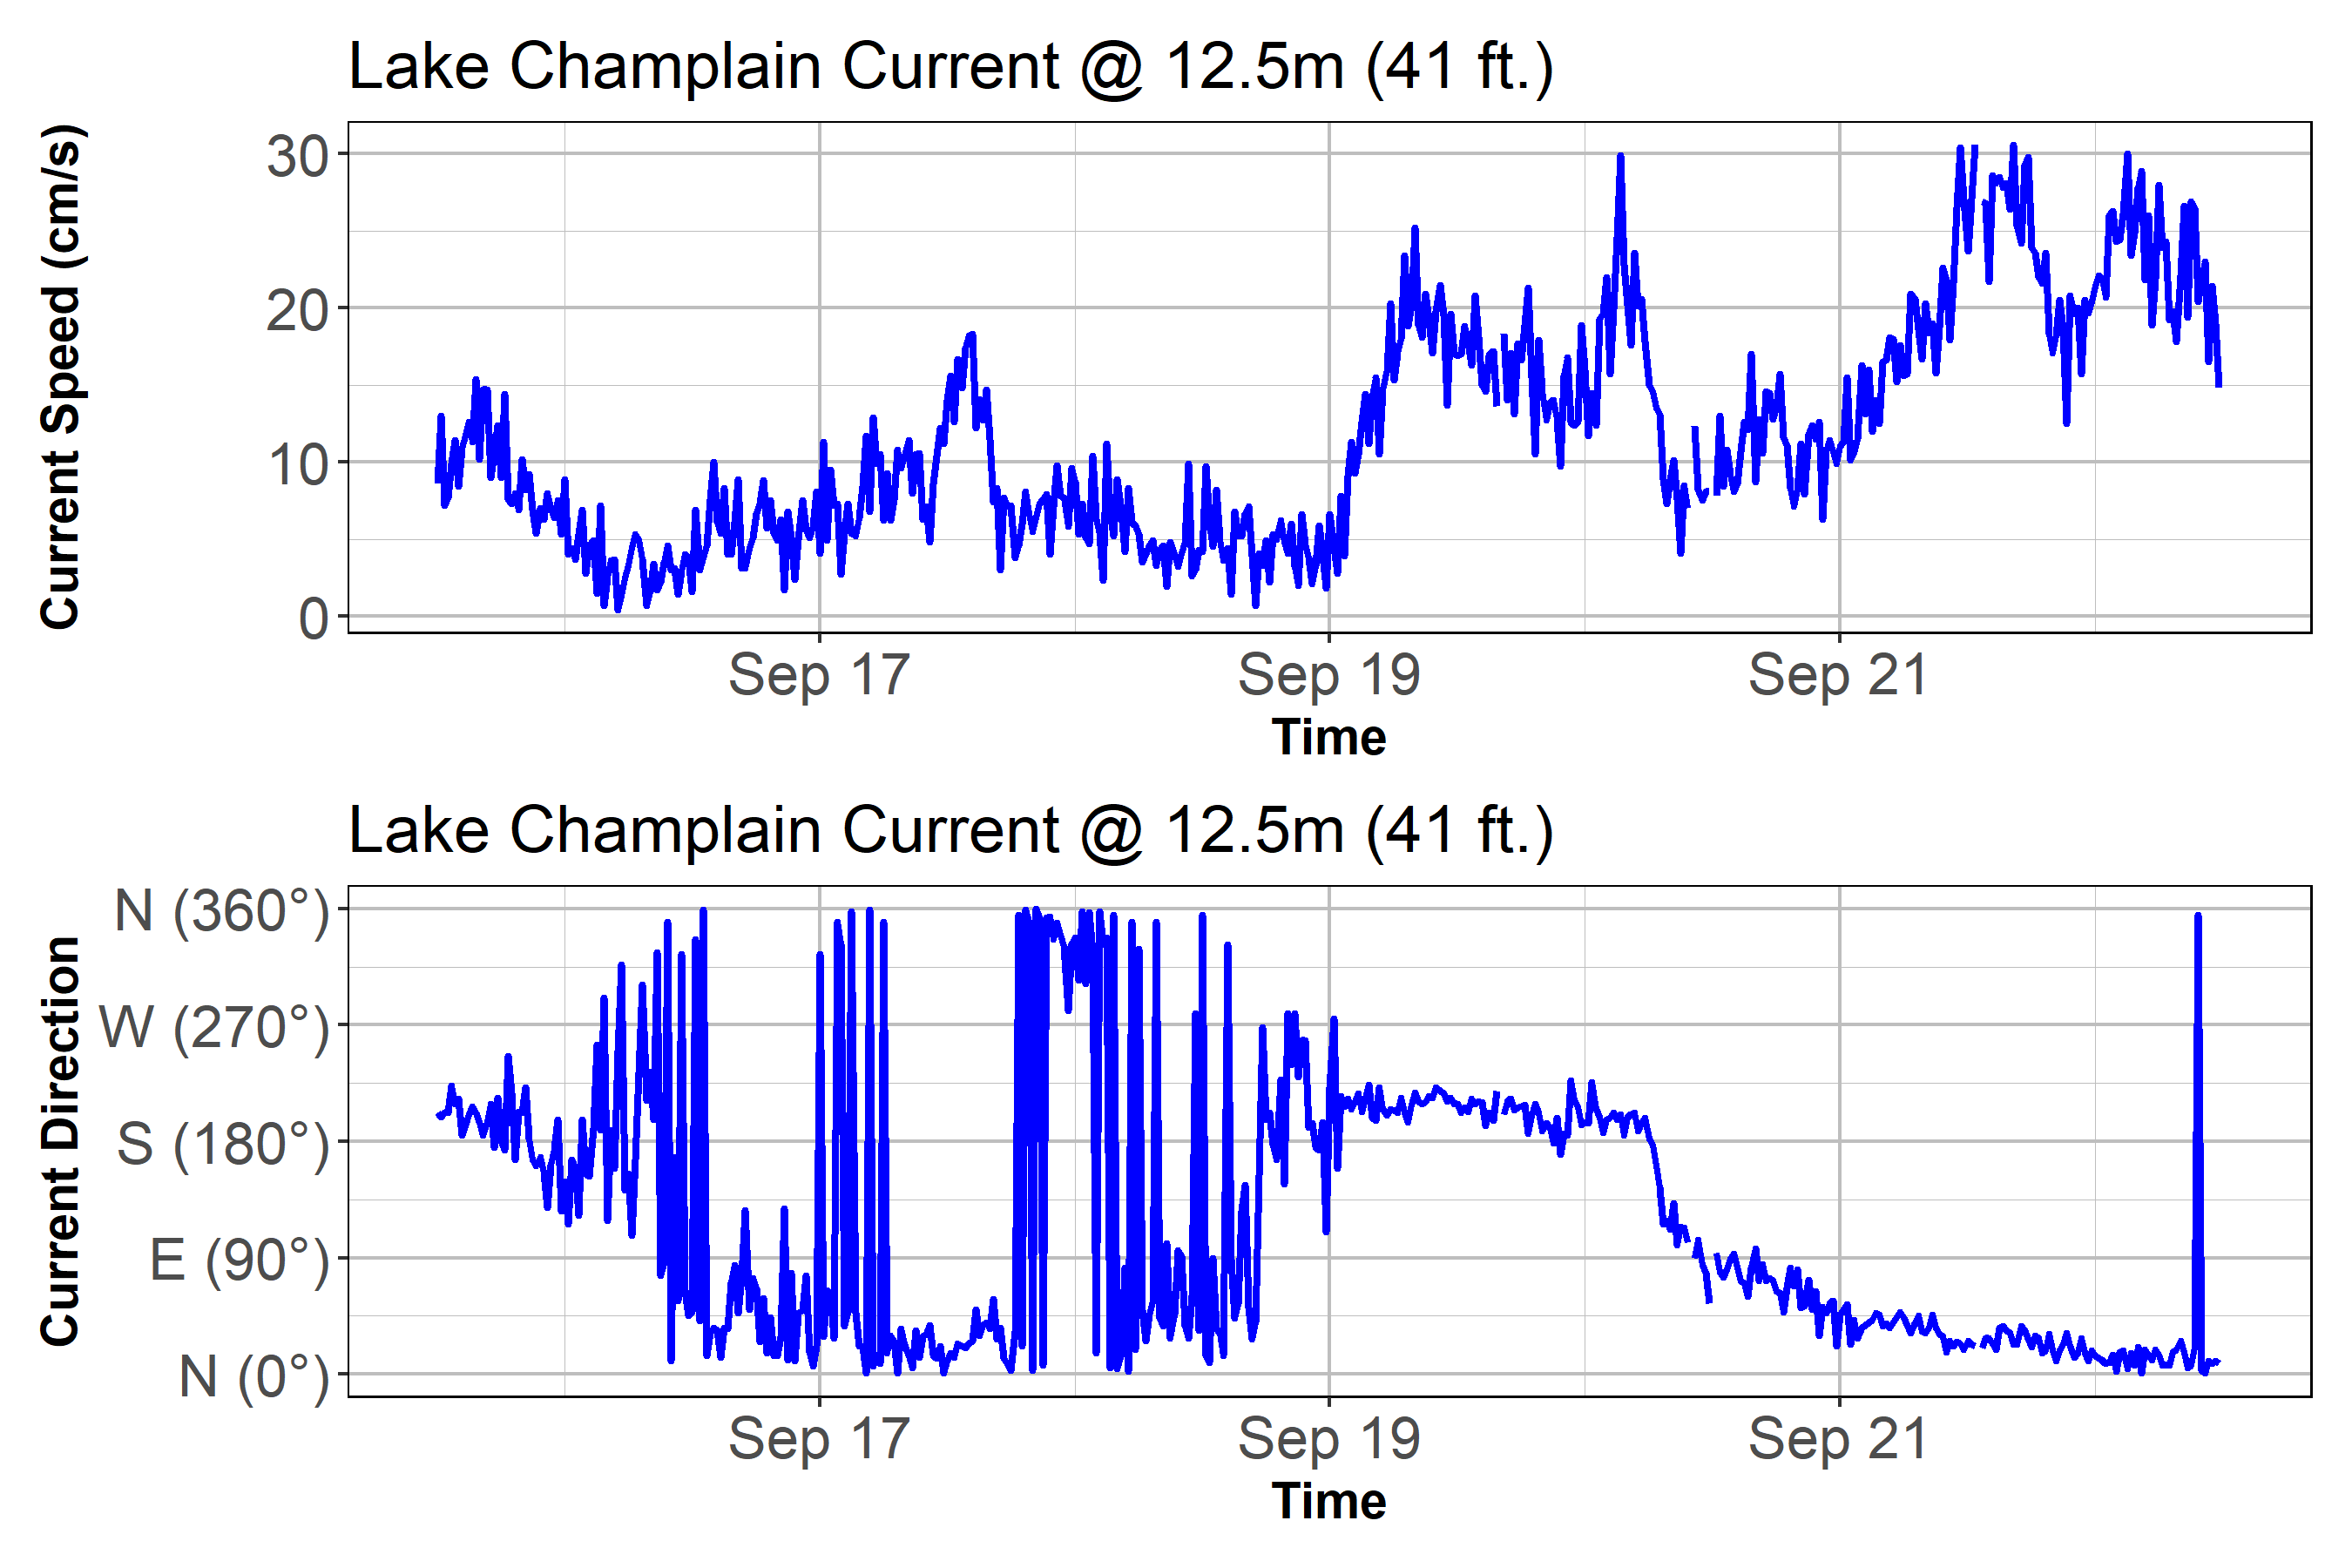 Lake Champlain Current @ 12.5m (41 ft.)
Current Speed (cm/s)
30
20
10
0
Sep 17 Sep 19 Sep 21
Time
Lake Champlain Current @ 12.5m (41 ft.)
Current Direction
N (360°)
W (270°)
S (180°)
E (90°)
N (0°)
Sep 17 Sep 19 Sep 21
Time